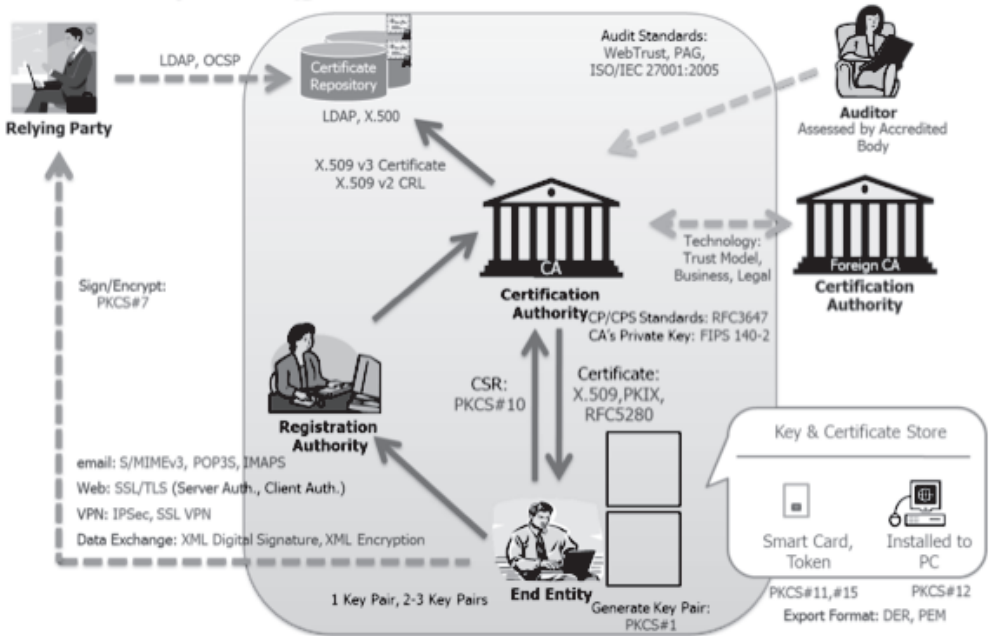 LDAP, OCSP
Relying Party
Certificate
Repository
LDAP, X.500
Audit Standards:
WebTrust, PAG,
ISO/IEC 27001:2005
Auditor
Assessed by Accredited
Body
X.509 v3 Certificate
X.509 v2 CRL
CA
Certification
Authority
Technology:
Trust Model,
Business, Legal
Foreign CA
Certification
Authority
CP/CPS Standards: RFC3647
CA's Private Key: FIPS 140-2
Sign/Encrypt:
PKCS#7
CSR:
PKCS#10
Certificate:
X.509,PKIX,
RFC5280
Registration
Authority
Key & Certificate Store
Smart Card,
Token
Installed to
PC
PKCS#11,#15
PKCS#12
Export Format: DER, PEM
email: S/MIMEv3, POP3S, IMAPS
Web: SSL/TLS (Server Auth., Client Auth.)
VPN: IPSec, SSL VPN
Data Exchange: XML Digital Signature, XML Encryption
1 Key Pair, 2-3 Key Pairs
End Entity
Generate Key Pair:
PKCS#1